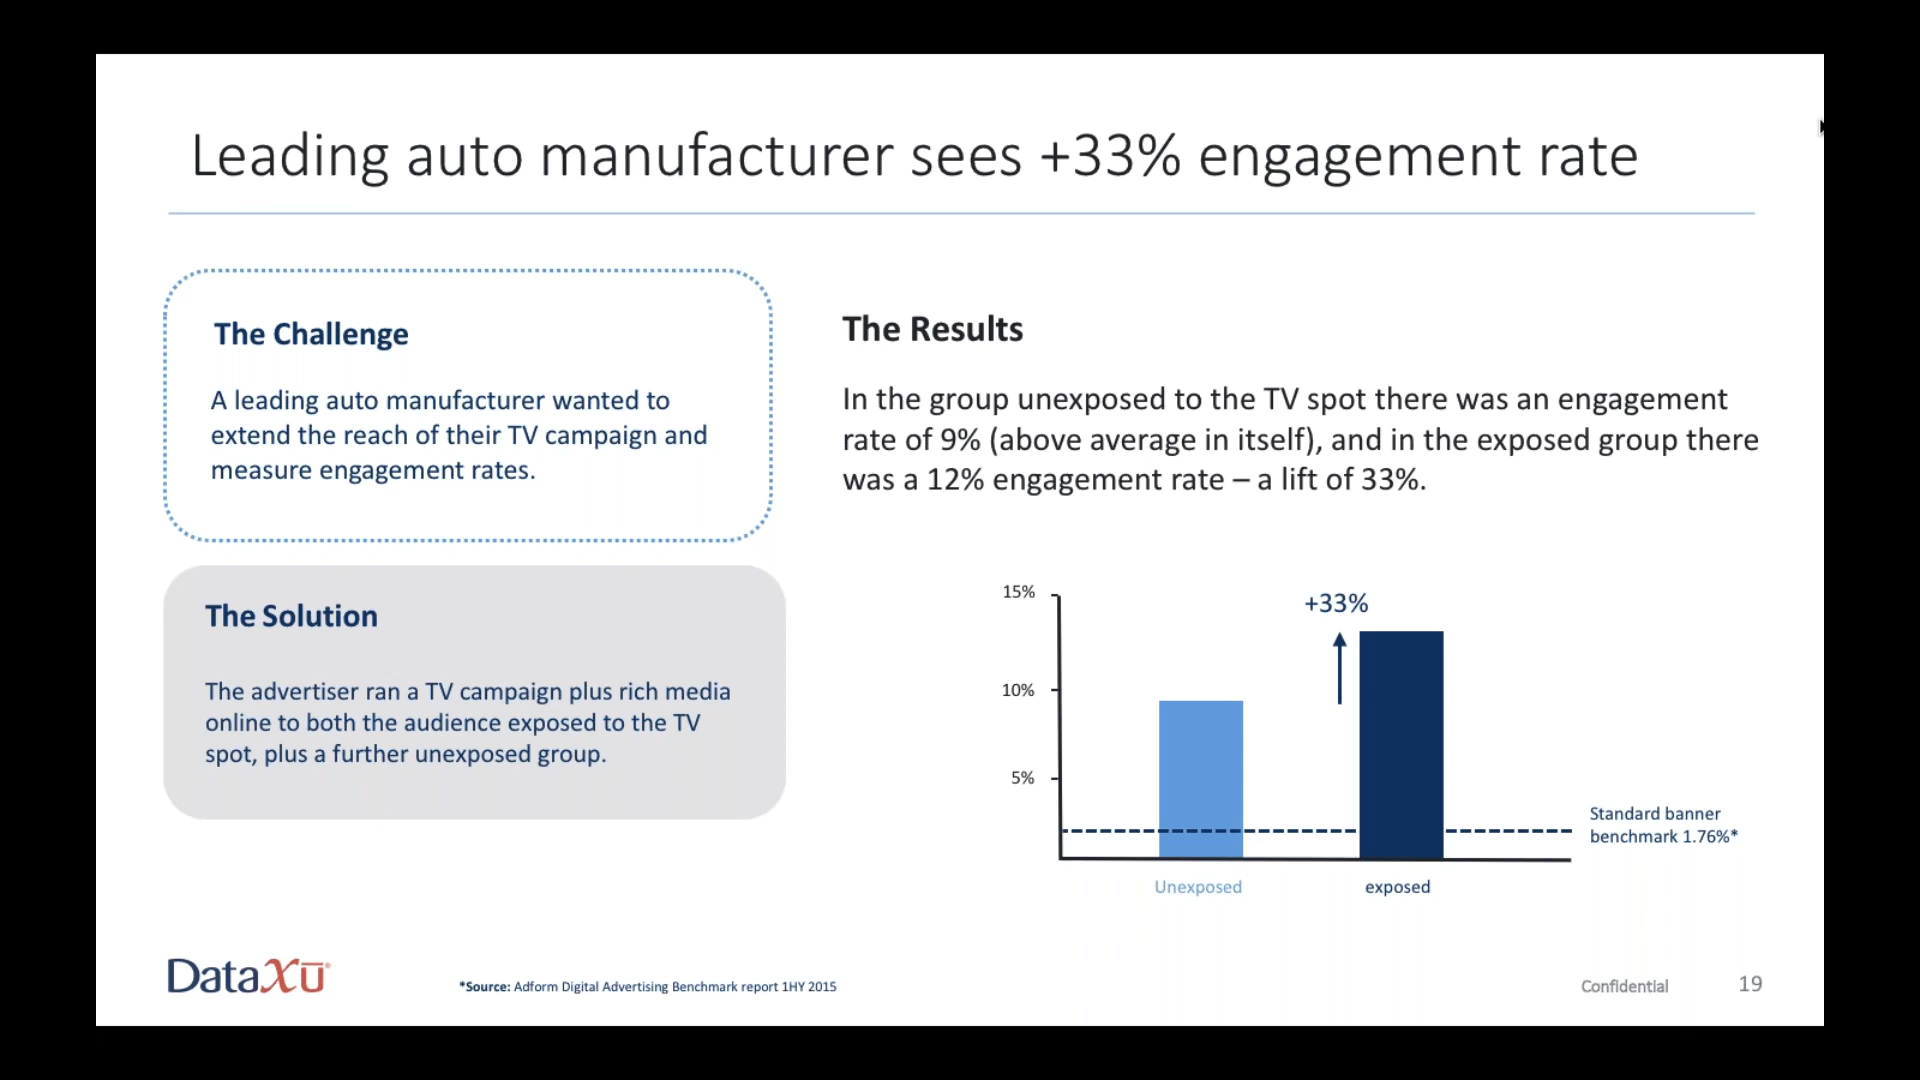 Leading auto manufacturer sees +33% engagement rate
The Challenge
A leading auto manufacturer wanted to
extend the reach of their TV campaign and
measure engagement rates.
The Solution
The advertiser ran a TV campaign plus rich media
online to both the audience exposed to the TV
spot, plus a further unexposed group.
The Results
In the group unexposed to the TV spot there was an engagement
rate of 9% (above average in itself), and in the exposed group there
was a 12% engagement rate – a lift of 33%.
15%
10%
5%
+33%
Standard banner
benchmark 1.76%*
Unexposed
exposed
DataXū®
*Source: Adform Digital Advertising Benchmark report 1HY 2015
Confidential
19